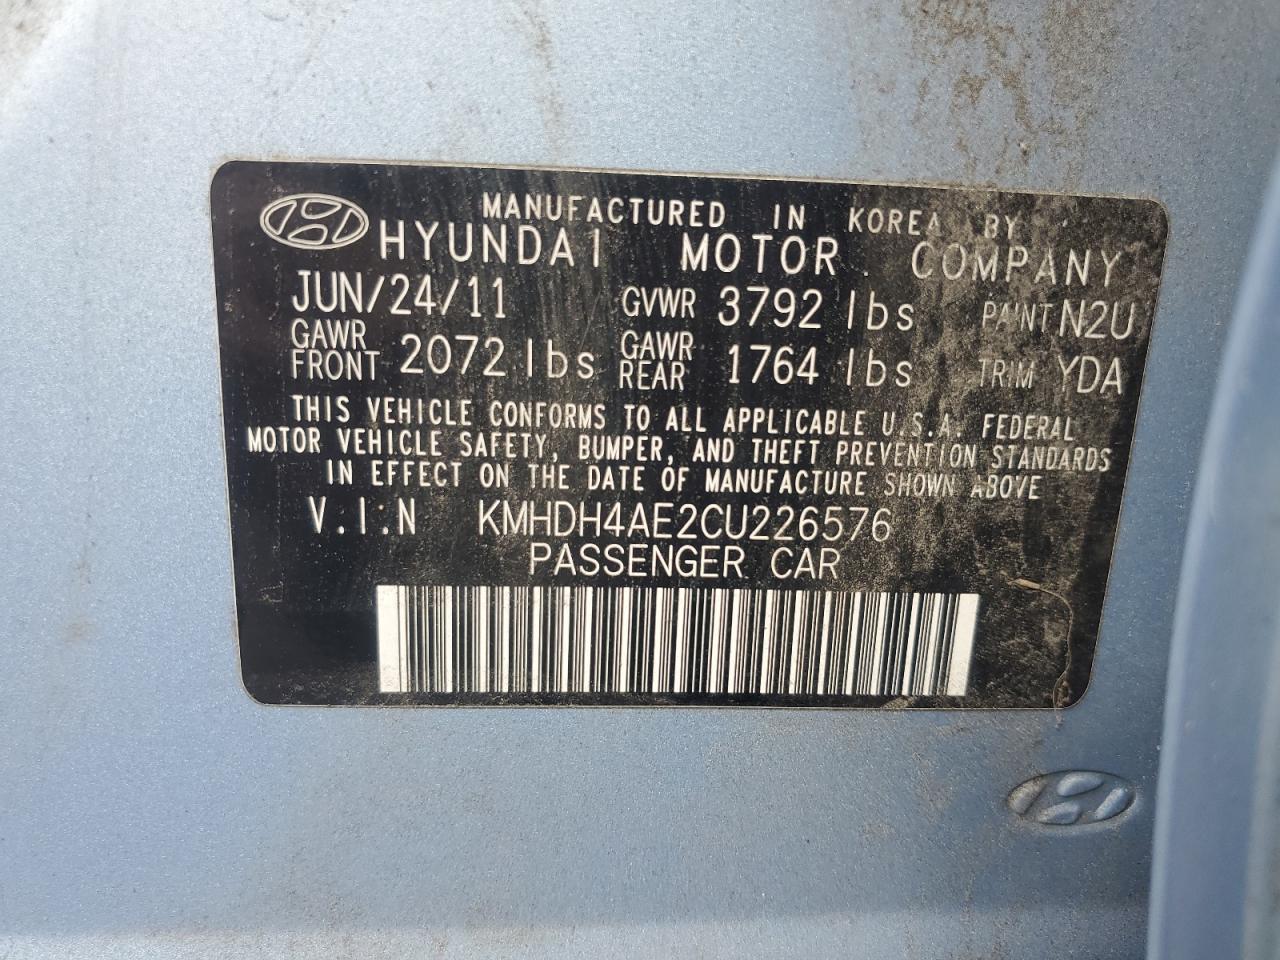 MANUFACTURED IN KOREA BY
HYUNDAI MOTOR COMPANY
JUN/24/11 GVWR 3792 lbs PAINT N2U
GAWR FRONT 2072 lbs GAWR REAR 1764 lbs TRIM YDA
THIS VEHICLE CONFORMS TO ALL APPLICABLE U.S.A. FEDERAL
MOTOR VEHICLE SAFETY, BUMPER, AND THEFT PREVENTION STANDARDS
IN EFFECT ON THE DATE OF MANUFACTURE SHOWN ABOVE
V.I.N KMHDH4AE2CU226576
PASSENGER CAR